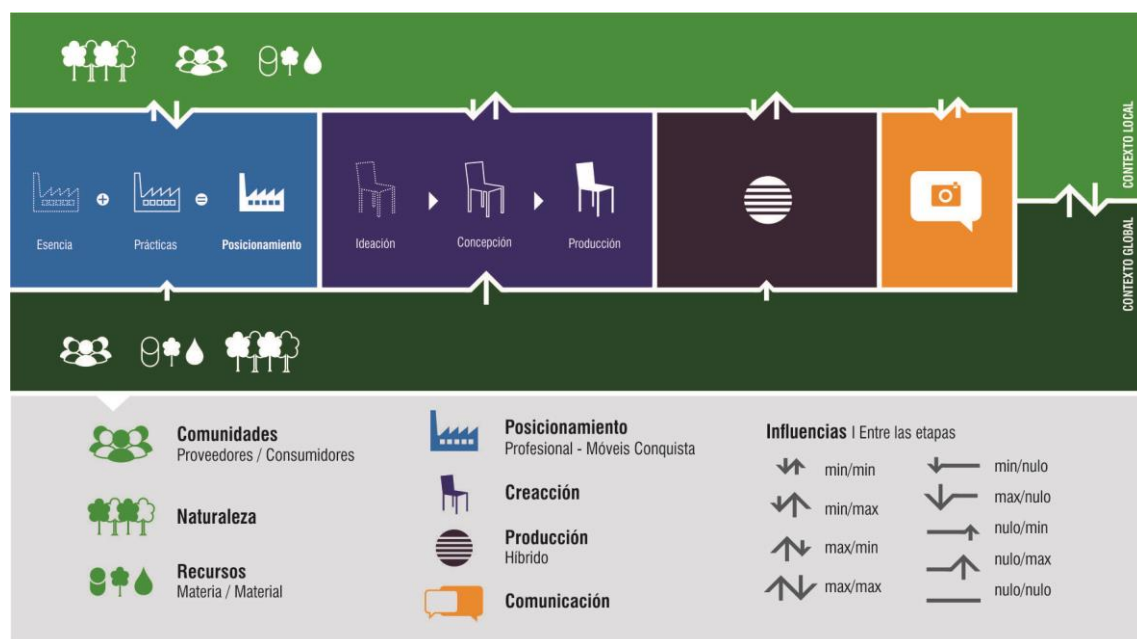 CONTEXTO LOCAL
CONTEXTO GLOBAL
Esencia
Prácticas
Posicionamiento
Ideación
Concepción
Producción
Comunidades
Proveedores / Consumidores
Naturaleza
Recursos
Materia / Material
Posicionamiento
Profesional - Móveis Conquista
Creacción
Producción
Híbrido
Comunicación
Influencias | Entre las etapas
min/min
min/max
max/min
max/max
min/nulo
max/nulo
nulo/min
nulo/max
nulo/nulo